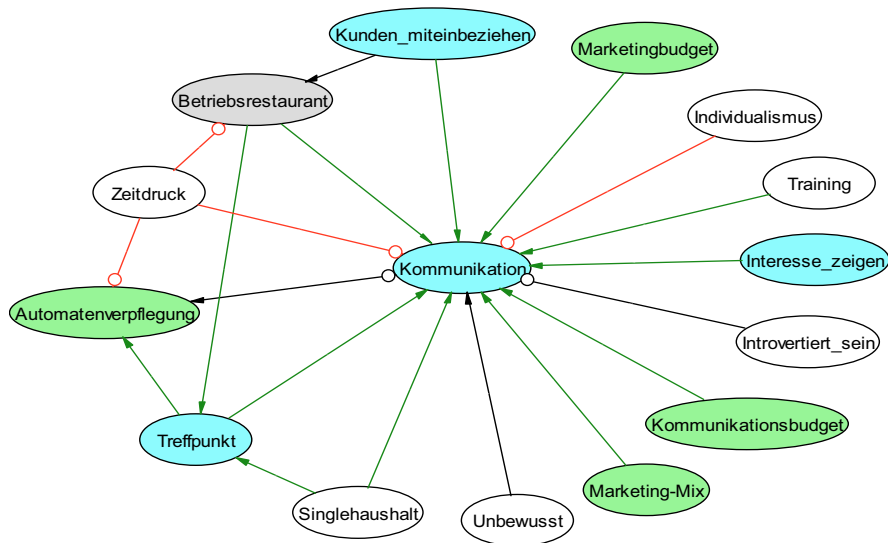 Kunden_miteinbeziehen
Marketingbudget
Betriebsrestaurant
Individualismus
Zeitdruck
Training
Kommunikation
Interesse_zeigen
Automatenverpflegung
Introvertiert_sein
Kommunikationsbudget
Treffpunkt
Marketing-Mix
Singlehaushalt
Unbewusst